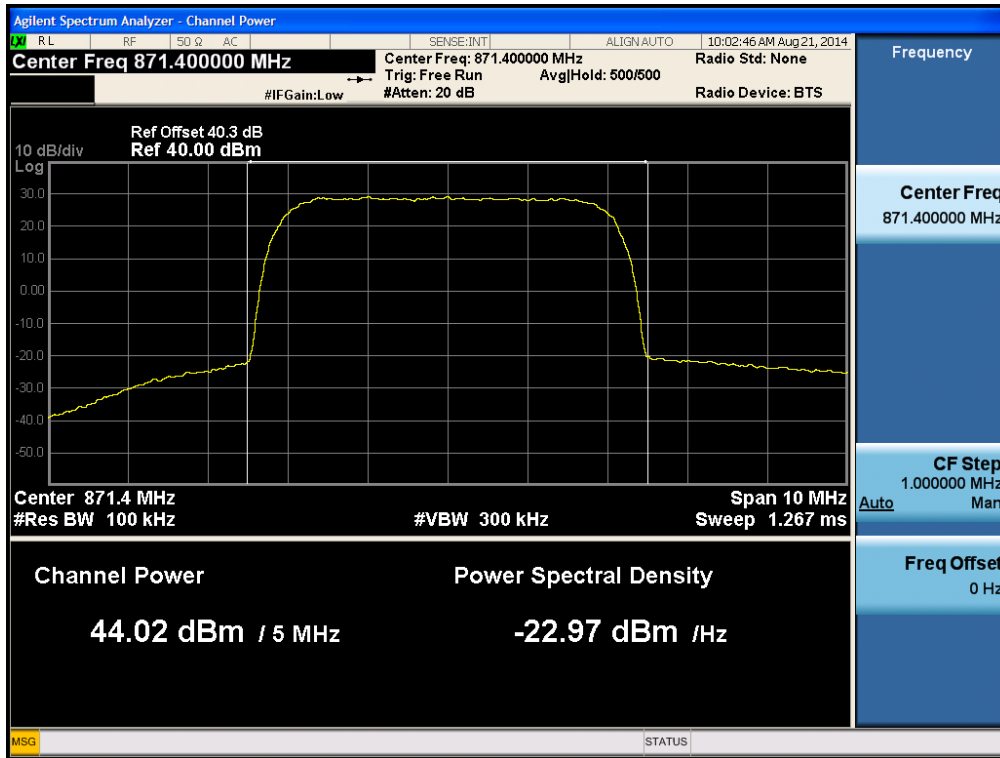 Agilent Spectrum Analyzer - Channel Power
LXI RL RF 50 Ω AC SENSE:INT ALIGNAUTO 10:02:46 AM Aug 21, 2014
Center Freq 871.400000 MHz
Center Freq: 871.400000 MHz
Radio Std: None
Trig: Free Run Avg|Hold: 500/500
#IFGain:Low
#Atten: 20 dB
Radio Device: BTS
Ref Offset 40.3 dB
10 dB/div Ref 40.00 dBm
Log
30.0
20.0
10.0
0.00
-10.0
-20.0
-30.0
-40.0
-50.0
Center 871.4 MHz Span 10 MHz
#Res BW 100 kHz #VBW 300 kHz Sweep 1.267 ms
Channel Power Power Spectral Density
44.02 dBm / 5 MHz -22.97 dBm /Hz
MSG STATUS
Frequency
Center Freq
871.400000 MHz
CF Step
1.000000 MHz
Auto Man
Freq Offset
0 Hz